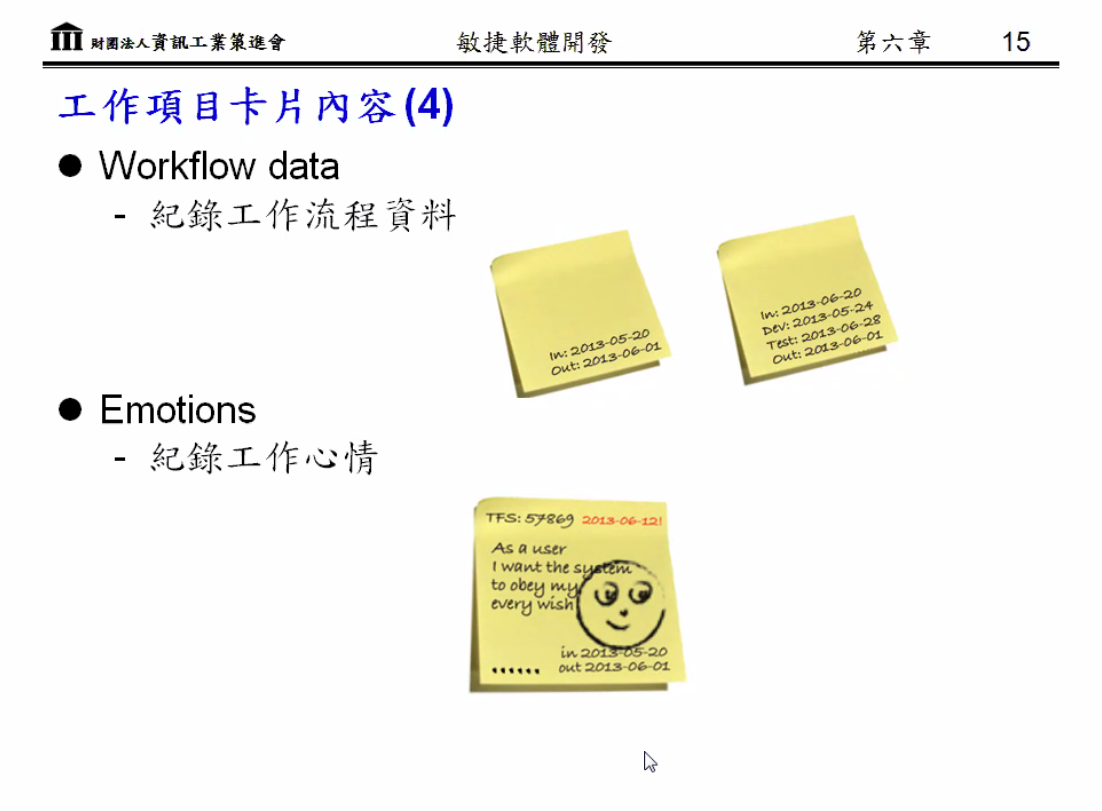 財團法人資訊工業策進會 敏捷軟體開發 第六章 15
工作項目卡片內容(4)
● Workflow data
- 紀錄工作流程資料
In: 2013-05-20
Out: 2013-06-01
In: 2013-06-20
Dev: 2013-05-24
Test: 2013-06-28
Out: 2013-06-01
● Emotions
- 紀錄工作心情
TFS: 57869 2013-06-12!
As a user
I want the system
to obey my
every wish
in 2013-05-20
...... out 2013-06-01